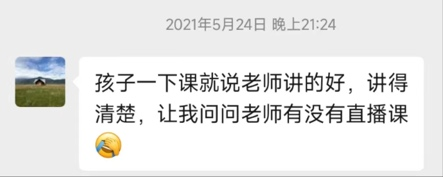 2021年5月24日 晚上21:24
孩子一下课就说老师讲的好，讲得
清楚，让我问问老师有没有直播课